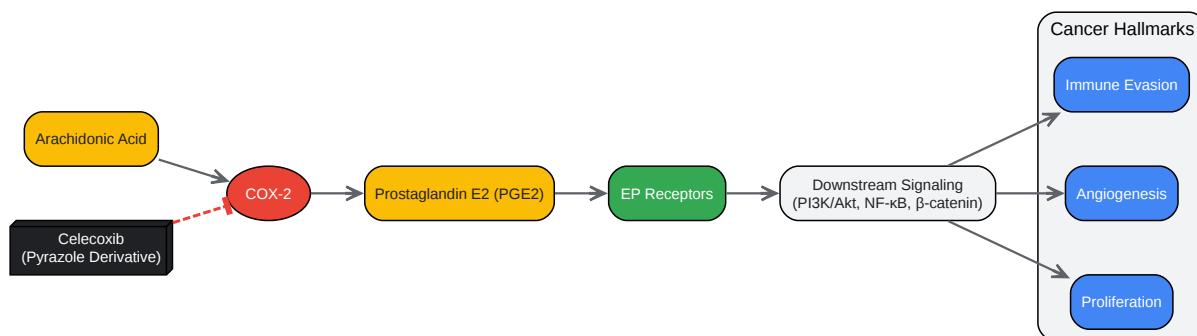 Cancer Hallmarks
Immune Evasion
Arachidonic Acid
COX-2
Prostaglandin E2 (PGE2)
EP Receptors
Downstream Signaling
(PI3K/Akt, NF-κB, β-catenin)
Angiogenesis
Celecoxib
(Pyrazole Derivative)
Proliferation